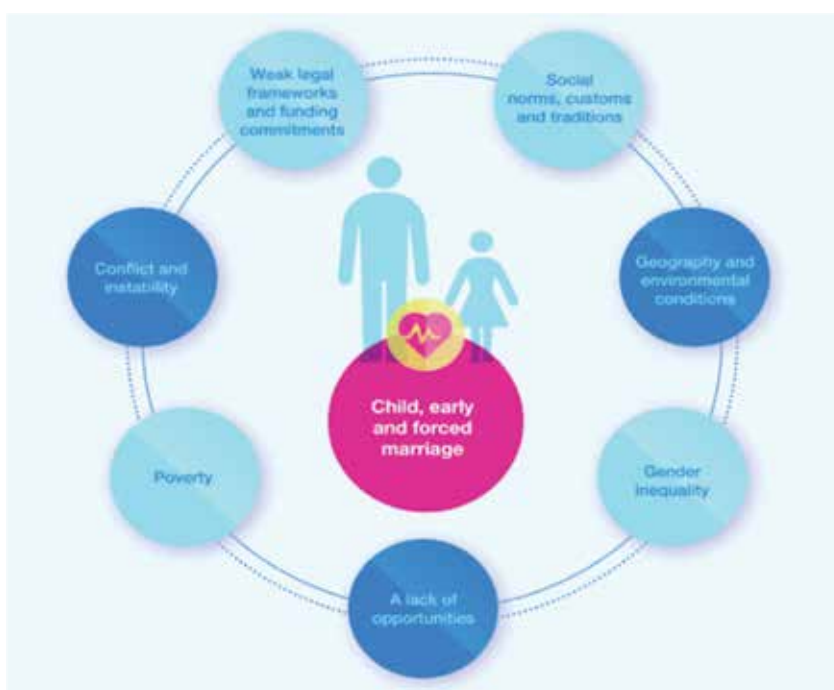 Weak legal
frameworks
and funding
commitments
Social
norms, customs
and traditions
Conflict and
instability
Geography and
environmental
conditions
Child, early
and forced
marriage
Poverty
Gender
inequality
A lack of
opportunities